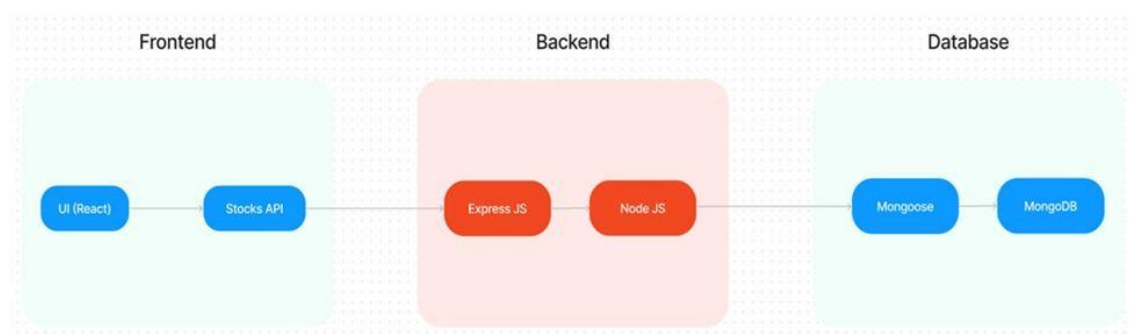 Frontend
Backend
Database
UI (React)
Stocks API
Express JS
Node JS
Mongoose
MongoDB